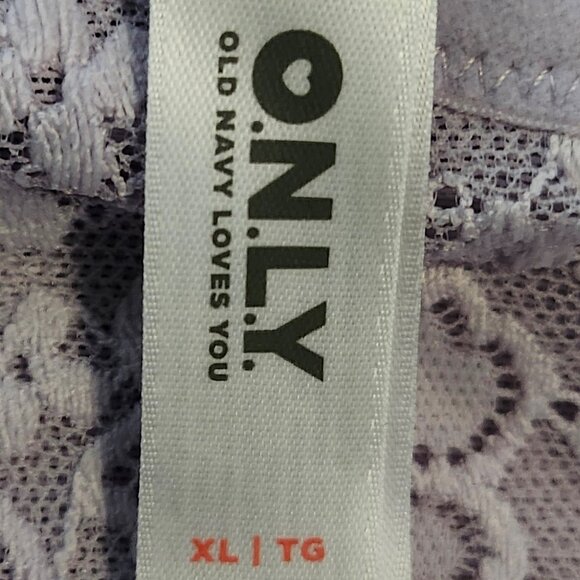 O.N.L.Y.
OLD NAVY LOVES YOU
XL | TG